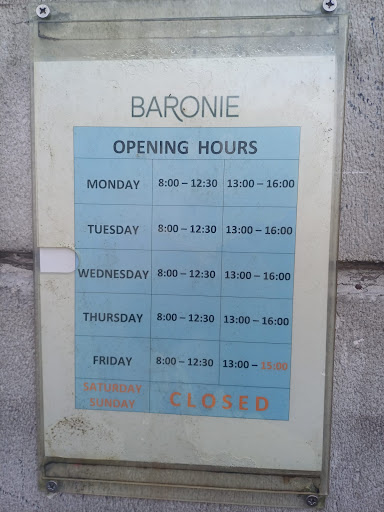 BARONIE
OPENING HOURS
MONDAY 8:00 – 12:30 13:00 – 16:00
TUESDAY 8:00 – 12:30 13:00 – 16:00
WEDNESDAY 8:00 – 12:30 13:00 – 16:00
THURSDAY 8:00 – 12:30 13:00 – 16:00
FRIDAY 8:00 – 12:30 13:00 – 15:00
SATURDAY
SUNDAY CLOSED